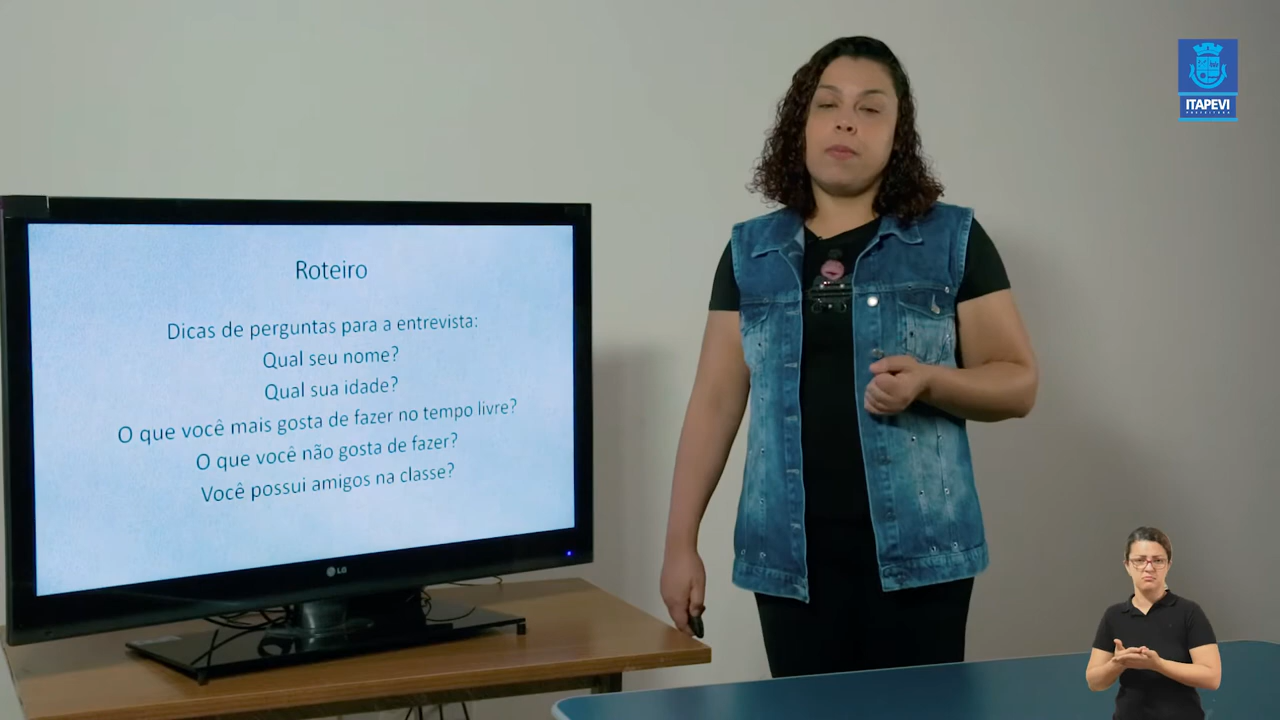 Roteiro
Dicas de perguntas para a entrevista:
Qual seu nome?
Qual sua idade?
O que você mais gosta de fazer no tempo livre?
O que você não gosta de fazer?
Você possui amigos na classe?
LG
ITAPEVI
PREFEITURA